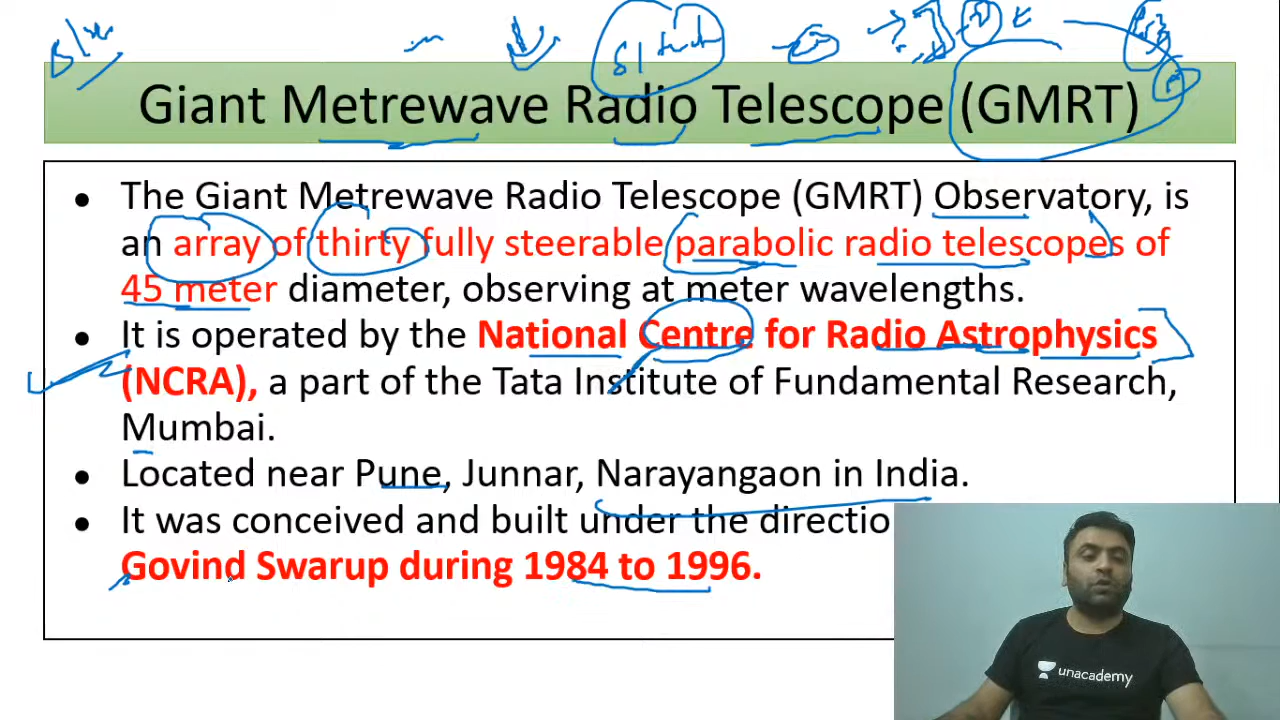 Giant Metrewave Radio Telescope (GMRT)
● The Giant Metrewave Radio Telescope (GMRT) Observatory, is
an array of thirty fully steerable parabolic radio telescopes of
45 meter diameter, observing at meter wavelengths.
● It is operated by the National Centre for Radio Astrophysics
(NCRA), a part of the Tata Institute of Fundamental Research,
Mumbai.
● Located near Pune, Junnar, Narayangaon in India.
● It was conceived and built under the directio
Govind Swarup during 1984 to 1996.
unacademy